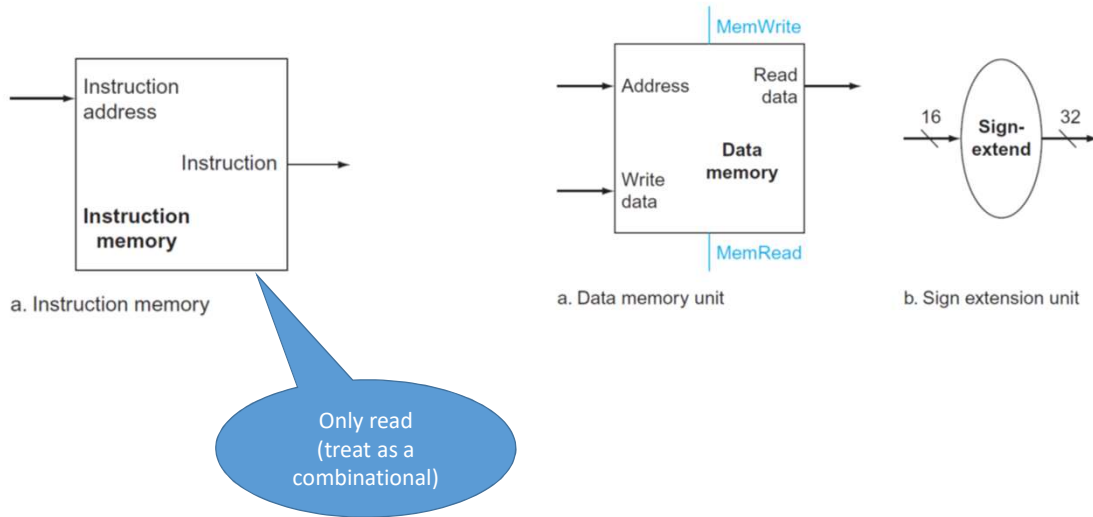 Instruction
address
Instruction
Instruction
memory
a. Instruction memory
Only read
(treat as a
combinational)
MemWrite
Address
Read
data
Data
memory
Write
data
MemRead
a. Data memory unit
16
Sign-
extend
32
b. Sign extension unit